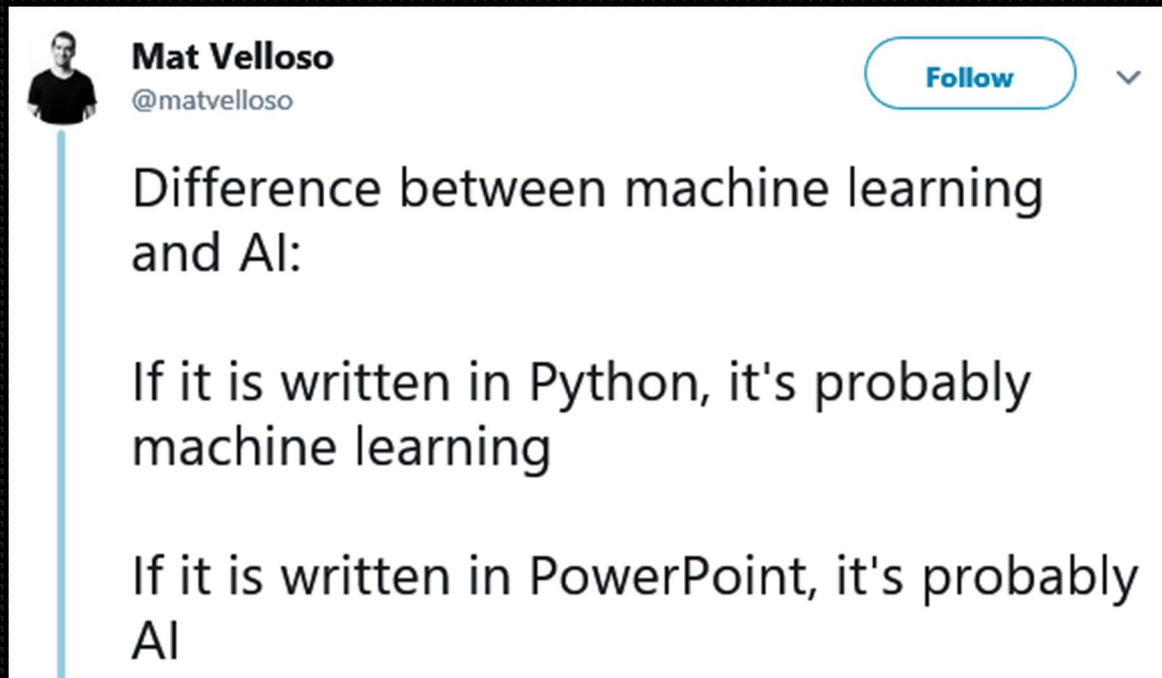 Mat Velloso
@matvelloso
Follow
Difference between machine learning
and AI:
If it is written in Python, it's probably
machine learning
If it is written in PowerPoint, it's probably
AI